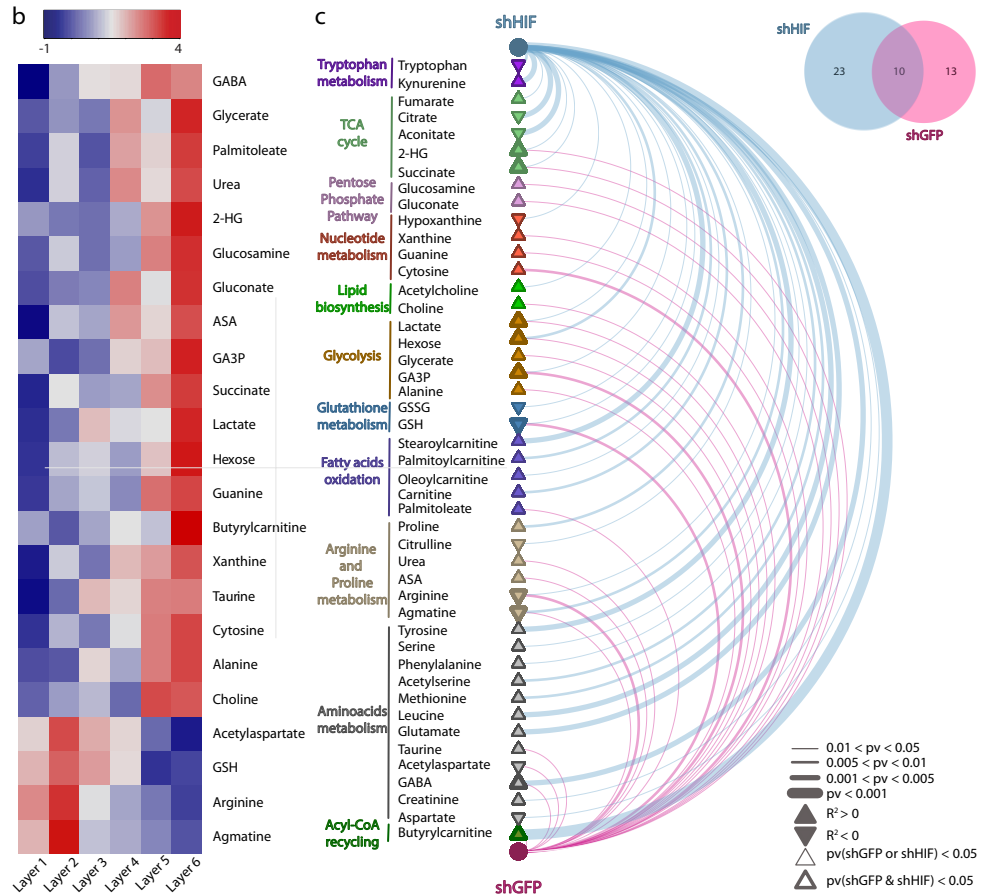 b
-1
4
GABA
Glycerate
Palmitoleate
Urea
2-HG
Glucosamine
Gluconate
ASA
GA3P
Succinate
Lactate
Hexose
Guanine
Butyrylcarnitine
Xanthine
Taurine
Cytosine
Alanine
Choline
Acetylaspartate
GSH
Arginine
Agmatine
Layer 1
Layer 2
Layer 3
Layer 4
Layer 5
Layer 6
c
shHIF
Tryptophan
metabolism
Tryptophan
Kynurenine
TCA
cycle
Fumarate
Citrate
Aconitate
2-HG
Succinate
Pentose
Phosphate
Pathway
Glucosamine
Gluconate
Nucleotide
metabolism
Hypoxanthine
Xanthine
Guanine
Cytosine
Lipid
biosynthesis
Acetylcholine
Choline
Glycolysis
Lactate
Hexose
Glycerate
GA3P
Alanine
Glutathione
metabolism
GSSG
GSH
Fatty acids
oxidation
Stearoylcarnitine
Palmitoylcarnitine
Oleoylcarnitine
Carnitine
Palmitoleate
Arginine
and
Proline
metabolism
Proline
Citrulline
Urea
ASA
Arginine
Agmatine
Aminoacids
metabolism
Tyrosine
Serine
Phenylalanine
Acetylserine
Methionine
Leucine
Glutamate
Taurine
Acetylaspartate
GABA
Creatinine
Aspartate
Acyl-CoA
recycling
Butyrylcarnitine
shGFP
shHIF
23
10
13
shGFP
0.01 < pv < 0.05
0.005 < pv < 0.01
0.001 < pv < 0.005
pv < 0.001
R² > 0
R² < 0
pv(shGFP or shHIF) < 0.05
pv(shGFP & shHIF) < 0.05